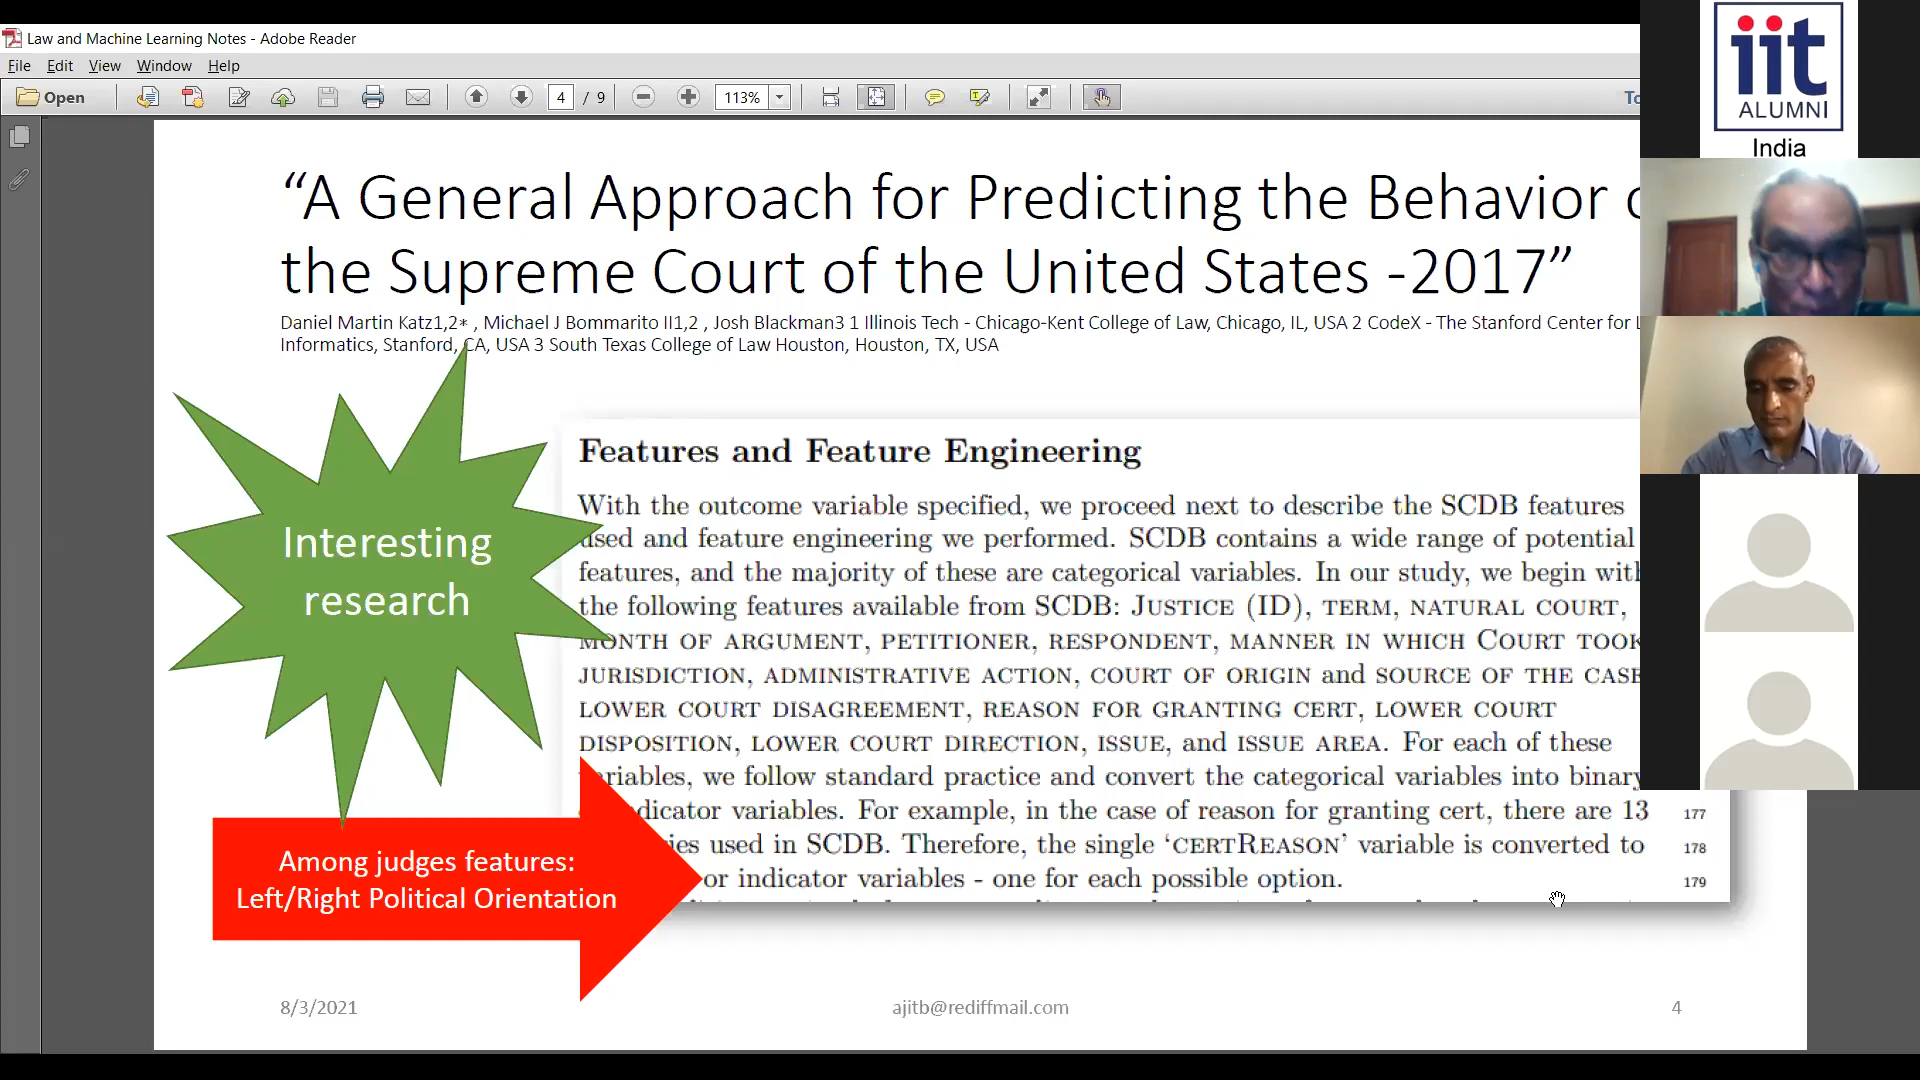 Law and Machine Learning Notes - Adobe Reader
File Edit View Window Help
Open
4 / 9
113%
iit
ALUMNI
India
“A General Approach for Predicting the Behavior
the Supreme Court of the United States -2017”
Daniel Martin Katz1,2* , Michael J Bommarito II1,2 , Josh Blackman3 1 Illinois Tech - Chicago-Kent College of Law, Chicago, IL, USA 2 CodeX - The Stanford Center for
Informatics, Stanford, CA, USA 3 South Texas College of Law Houston, Houston, TX, USA
Interesting
research
Features and Feature Engineering
With the outcome variable specified, we proceed next to describe the SCDB features
used and feature engineering we performed. SCDB contains a wide range of potential
features, and the majority of these are categorical variables. In our study, we begin with
the following features available from SCDB: JUSTICE (ID), TERM, NATURAL COURT,
MONTH OF ARGUMENT, PETITIONER, RESPONDENT, MANNER IN WHICH COURT TOOK
JURISDICTION, ADMINISTRATIVE ACTION, COURT OF ORIGIN and SOURCE OF THE CASE
LOWER COURT DISAGREEMENT, REASON FOR GRANTING CERT, LOWER COURT
DISPOSITION, LOWER COURT DIRECTION, ISSUE, and ISSUE AREA. For each of these
variables, we follow standard practice and convert the categorical variables into binary
indicator variables. For example, in the case of reason for granting cert, there are 13 177
used in SCDB. Therefore, the single ‘CERTREASON’ variable is converted to 178
or indicator variables - one for each possible option. 179
Among judges features:
Left/Right Political Orientation
8/3/2021
ajitb@rediffmail.com
4